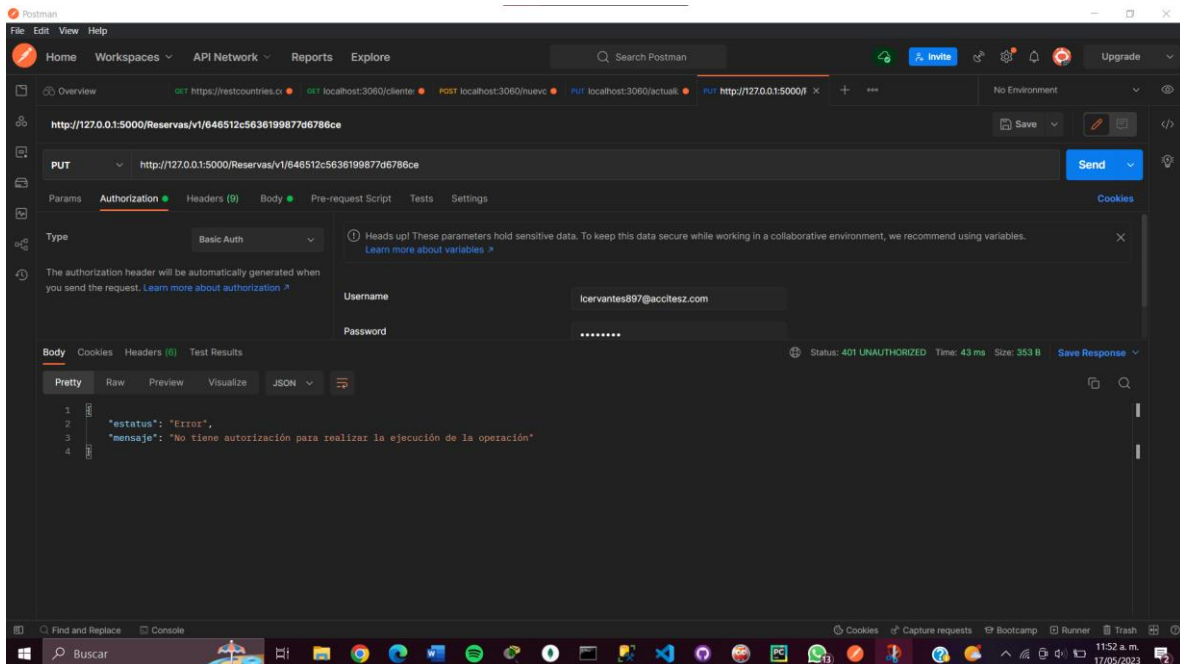 Postman
File Edit View Help
Home Workspaces API Network Reports Explore Search Postman Invite Upgrade
Overview GET https://restcountries.cc GET localhost:3060/cliente: POST localhost:3060/nuevc PUT localhost:3060/actuali: PUT http://127.0.0.1:5000/F No Environment
http://127.0.0.1:5000/Reservas/v1/646512c5636199877d6786ce Save
PUT http://127.0.0.1:5000/Reservas/v1/646512c5636199877d6786ce Send
Params Authorization Headers (9) Body Pre-request Script Tests Settings Cookies
Type Basic Auth
Heads up! These parameters hold sensitive data. To keep this data secure while working in a collaborative environment, we recommend using variables.
Learn more about variables
The authorization header will be automatically generated when
you send the request. Learn more about authorization
Username lcervantes897@accitesz.com
Password ••••••••
Body Cookies Headers (6) Test Results Status: 401 UNAUTHORIZED Time: 43 ms Size: 353 B Save Response
Pretty Raw Preview Visualize JSON
1 {
2 "estatus": "Error",
3 "mensaje": "No tiene autorización para realizar la ejecución de la operación"
4 }
Find and Replace Console Cookies Capture requests Bootcamp Runner Trash
Buscar 11:52 a. m.
17/05/2023